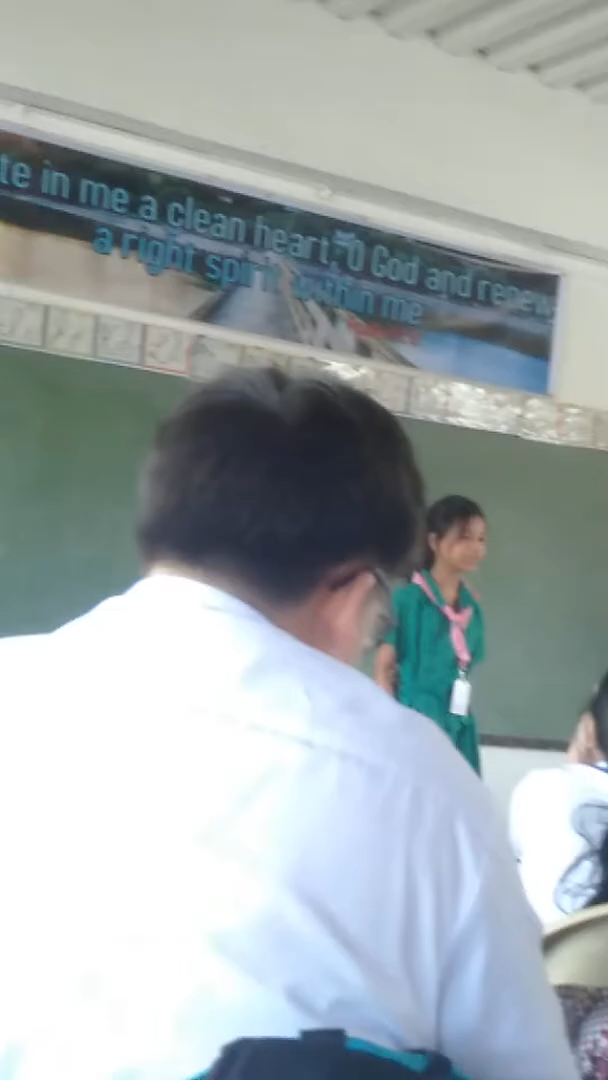 te in me a clean heart, O God and renew
a right spirit within me